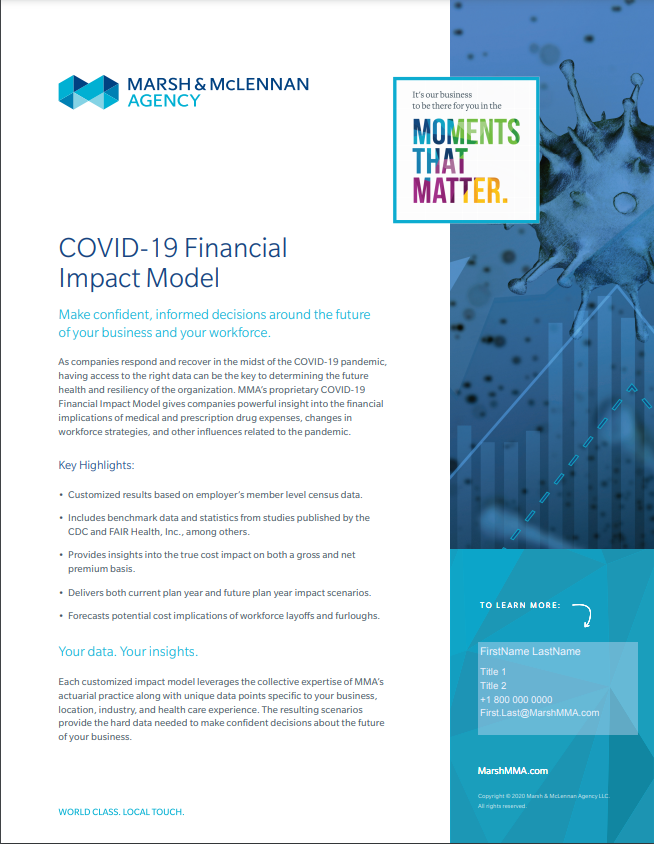 MARSH & McLENNAN
AGENCY
It's our business
to be there for you in the
MOMENTS
THAT
MATTER.
COVID-19 Financial
Impact Model
Make confident, informed decisions around the future
of your business and your workforce.
As companies respond and recover in the midst of the COVID-19 pandemic,
having access to the right data can be the key to determining the future
health and resiliency of the organization. MMA's proprietary COVID-19
Financial Impact Model gives companies powerful insight into the financial
implications of medical and prescription drug expenses, changes in
workforce strategies, and other influences related to the pandemic.
Key Highlights:
• Customized results based on employer's member level census data.
• Includes benchmark data and statistics from studies published by the
CDC and FAIR Health, Inc., among others.
• Provides insights into the true cost impact on both a gross and net
premium basis.
• Delivers both current plan year and future plan year impact scenarios.
• Forecasts potential cost implications of workforce layoffs and furloughs.
Your data. Your insights.
Each customized impact model leverages the collective expertise of MMA's
actuarial practice along with unique data points specific to your business,
location, industry, and health care experience. The resulting scenarios
provide the hard data needed to make confident decisions about the future
of your business.
WORLD CLASS. LOCAL TOUCH.
TO LEARN MORE:
FirstName LastName
Title 1
Title 2
+1 800 000 0000
First.Last@MarshMMA.com
MarshMMA.com
Copyright © 2020 Marsh & McLennan Agency LLC.
All rights reserved.